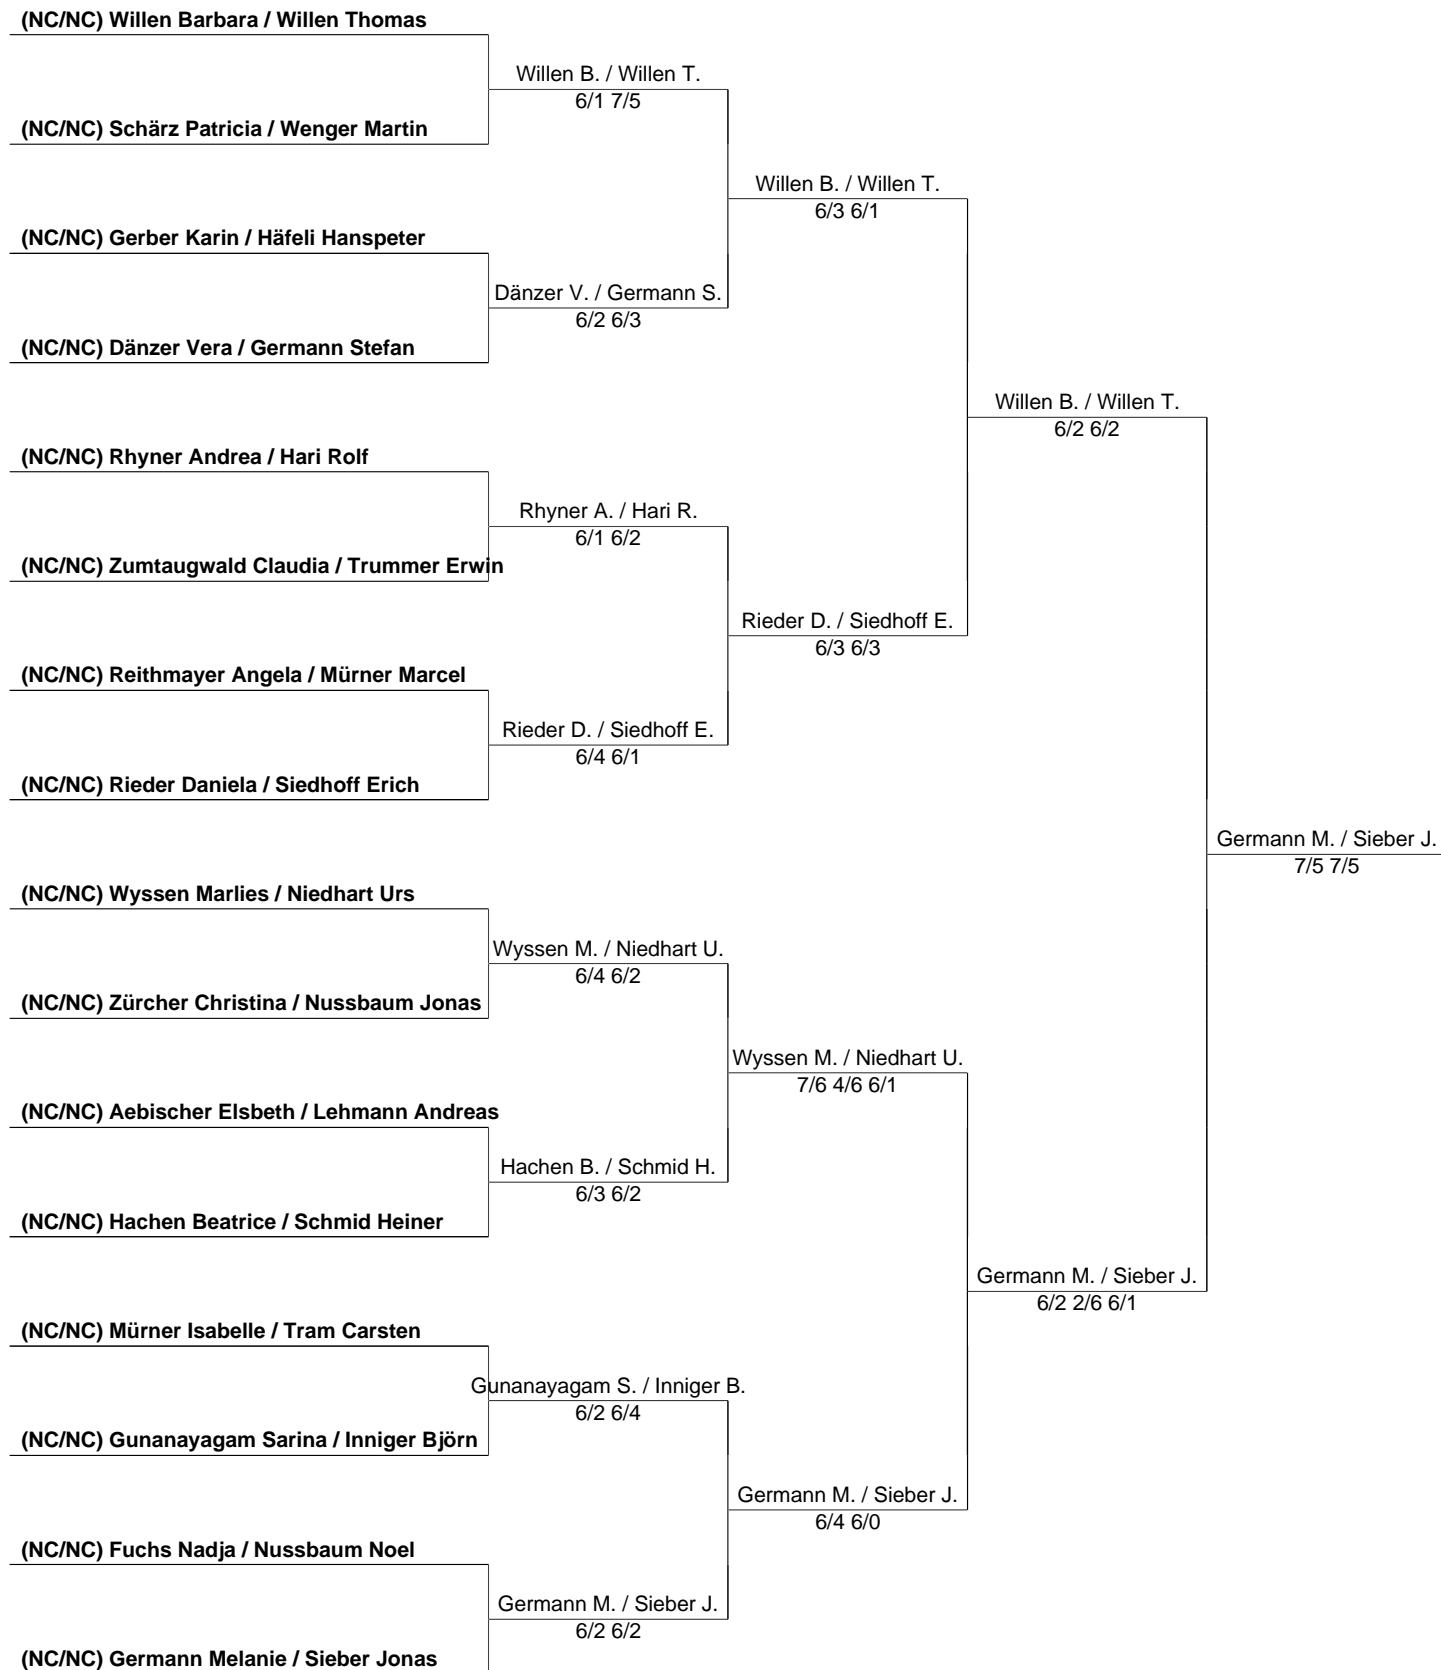 (NC/NC) Willen Barbara / Willen Thomas
Willen B. / Willen T.
6/1 7/5
(NC/NC) Schärz Patricia / Wenger Martin
Willen B. / Willen T.
6/3 6/1
(NC/NC) Gerber Karin / Häfeli Hanspeter
Dänzer V. / Germann S.
6/2 6/3
(NC/NC) Dänzer Vera / Germann Stefan
Willen B. / Willen T.
6/2 6/2
(NC/NC) Rhyner Andrea / Hari Rolf
Rhyner A. / Hari R.
6/1 6/2
(NC/NC) Zumtaugwald Claudia / Trummer Erwin
Rieder D. / Siedhoff E.
6/3 6/3
(NC/NC) Reithmayer Angela / Mürner Marcel
Rieder D. / Siedhoff E.
6/4 6/1
(NC/NC) Rieder Daniela / Siedhoff Erich
Germann M. / Sieber J.
7/5 7/5
(NC/NC) Wyssen Marlies / Niedhart Urs
Wyssen M. / Niedhart U.
6/4 6/2
(NC/NC) Zürcher Christina / Nussbaum Jonas
Wyssen M. / Niedhart U.
7/6 4/6 6/1
(NC/NC) Aebischer Elsbeth / Lehmann Andreas
Hachen B. / Schmid H.
6/3 6/2
(NC/NC) Hachen Beatrice / Schmid Heiner
Germann M. / Sieber J.
6/2 2/6 6/1
(NC/NC) Mürner Isabelle / Tram Carsten
Gunanayagam S. / Inniger B.
6/2 6/4
(NC/NC) Gunanayagam Sarina / Inniger Björn
Germann M. / Sieber J.
6/4 6/0
(NC/NC) Fuchs Nadja / Nussbaum Noel
Germann M. / Sieber J.
6/2 6/2
(NC/NC) Germann Melanie / Sieber Jonas